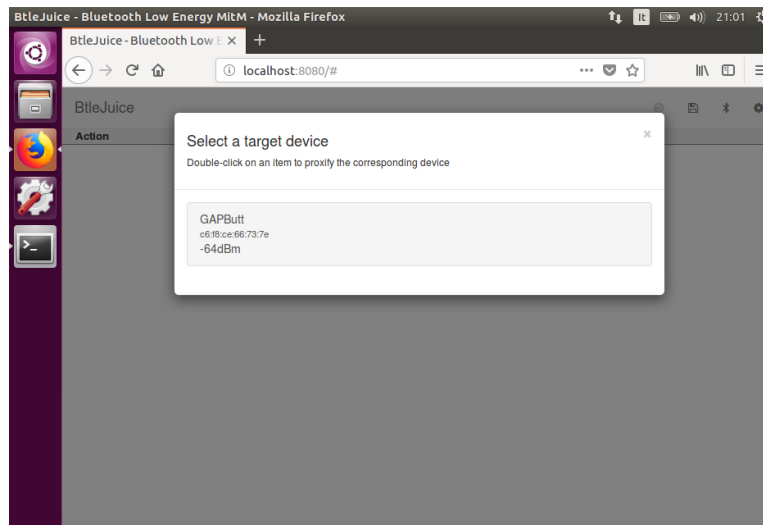 BtleJuice - Bluetooth Low Energy MitM - Mozilla Firefox It 21:01
BtleJuice - Bluetooth Low E
localhost:8080/#
BtleJuice
Action
Select a target device
Double-click on an item to proxify the corresponding device
GAPButt
c6:f8:ce:66:73:7e
-64dBm